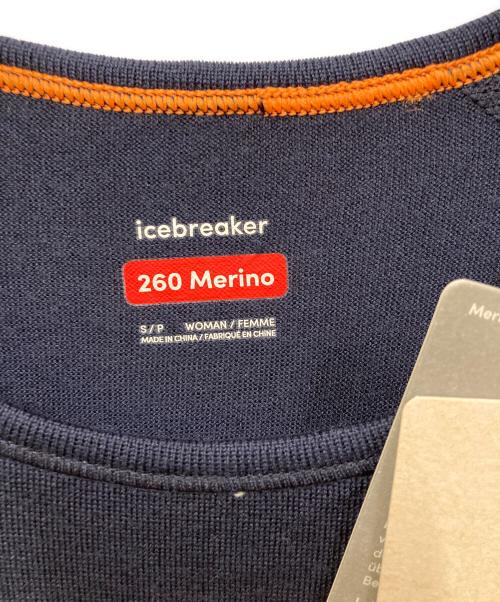 icebreaker
260 Merino
S / P WOMAN / FEMME
MADE IN CHINA / FABRIQUÉ EN CHINE